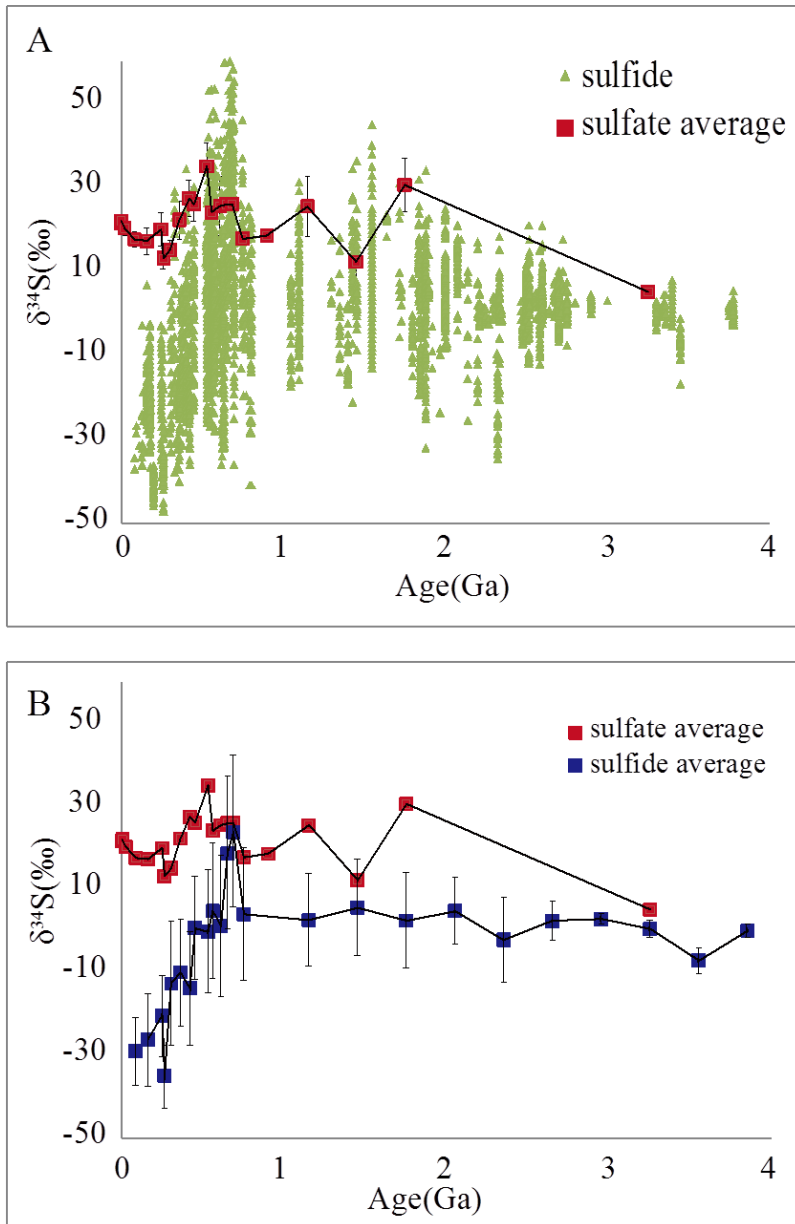 A
sulfide
sulfate average
50
30
10
-10
-30
-50
δ³⁴S(‰)
0 1 2 3 4
Age(Ga)
B
sulfate average
sulfide average
50
30
10
-10
-30
-50
δ³⁴S(‰)
0 1 2 3 4
Age(Ga)